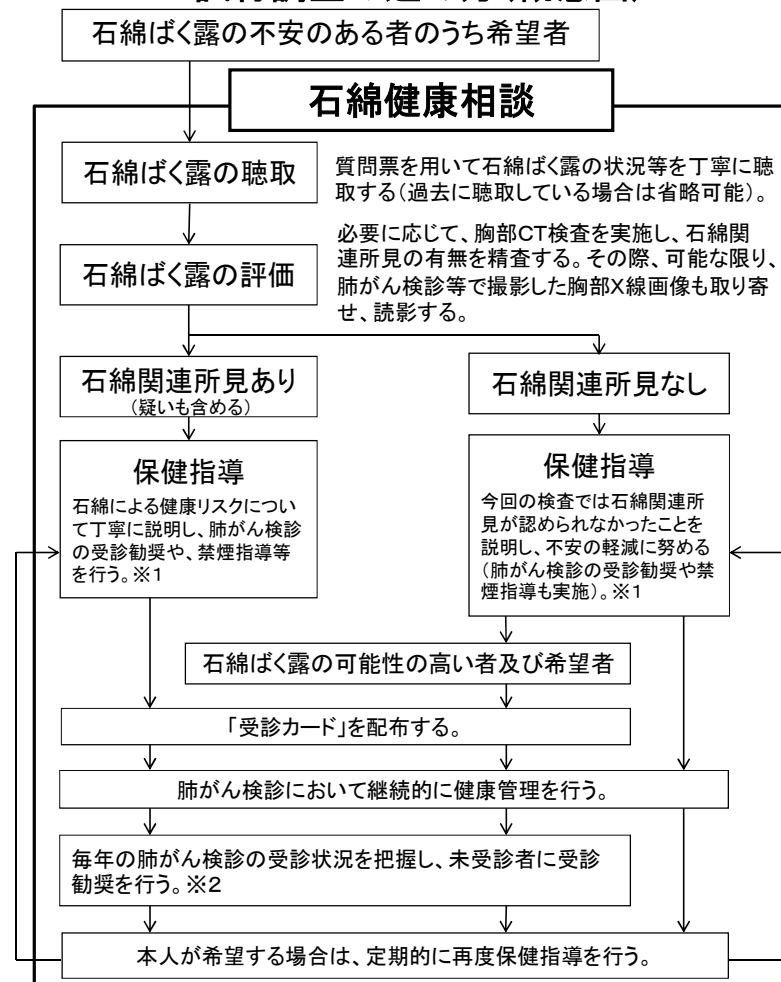 石綿ばく露の不安のある者のうち希望者
石綿健康相談
石綿ばく露の聴取
質問票を用いて石綿ばく露の状況等を丁寧に聴
取する(過去に聴取している場合は省略可能)。
石綿ばく露の評価
必要に応じて、胸部CT検査を実施し、石綿関
連所見の有無を精査する。その際、可能な限り、
肺がん検診等で撮影した胸部X線画像も取り寄
せ、読影する。
石綿関連所見あり
(疑いも含める)
石綿関連所見なし
保健指導
石綿による健康リスクについ
て丁寧に説明し、肺がん検診
の受診勧奨や、禁煙指導等
を行う。※1
保健指導
今回の検査では石綿関連所
見が認められなかったことを
説明し、不安の軽減に努める
(肺がん検診の受診勧奨や禁
煙指導も実施)。※1
石綿ばく露の可能性の高い者及び希望者
「受診カード」を配布する。
肺がん検診において継続的に健康管理を行う。
毎年の肺がん検診の受診状況を把握し、未受診者に受診
勧奨を行う。※2
本人が希望する場合は、定期的に再度保健指導を行う。